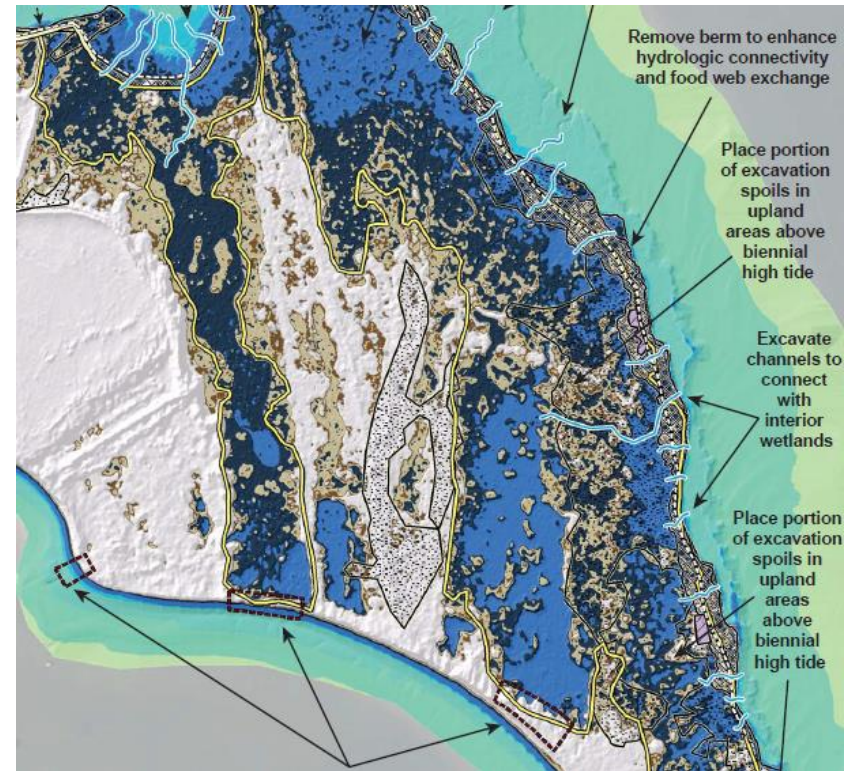 Remove berm to enhance
hydrologic connectivity
and food web exchange
Place portion
of excavation
spoils in
upland
areas above
biennial
high tide
Excavate
channels to
connect
with
interior
wetlands
Place portion
of excavation
spoils in
upland
areas
above
biennial
high tide